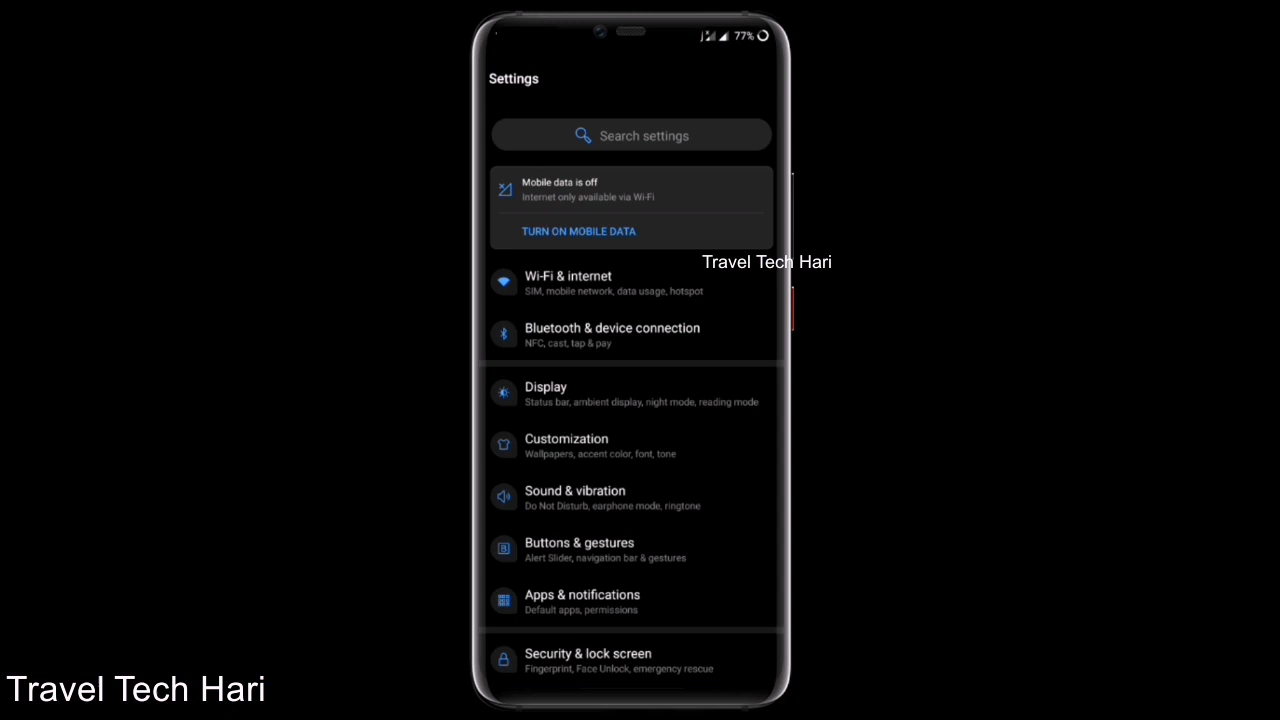 77%
Settings
Search settings
Mobile data is off
Internet only available via Wi-Fi
TURN ON MOBILE DATA
Travel Tech Hari
Wi-Fi & internet
SIM, mobile network, data usage, hotspot
Bluetooth & device connection
NFC, cast, tap & pay
Display
Status bar, ambient display, night mode, reading mode
Customization
Wallpapers, accent color, font, tone
Sound & vibration
Do Not Disturb, earphone mode, ringtone
Buttons & gestures
Alert Slider, navigation bar & gestures
Apps & notifications
Default apps, permissions
Security & lock screen
Fingerprint, Face Unlock, emergency rescue
Travel Tech Hari